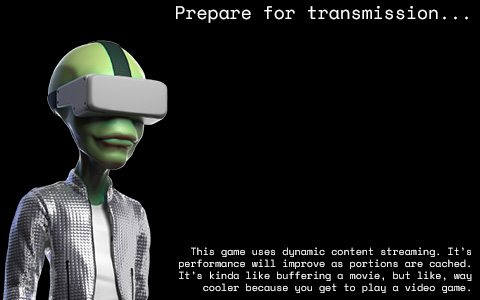 Prepare for transmission...
This game uses dynamic content streaming. It's
performance will improve as portions are cached.
It's kinda like buffering a movie, but like, way
cooler because you get to play a video game.